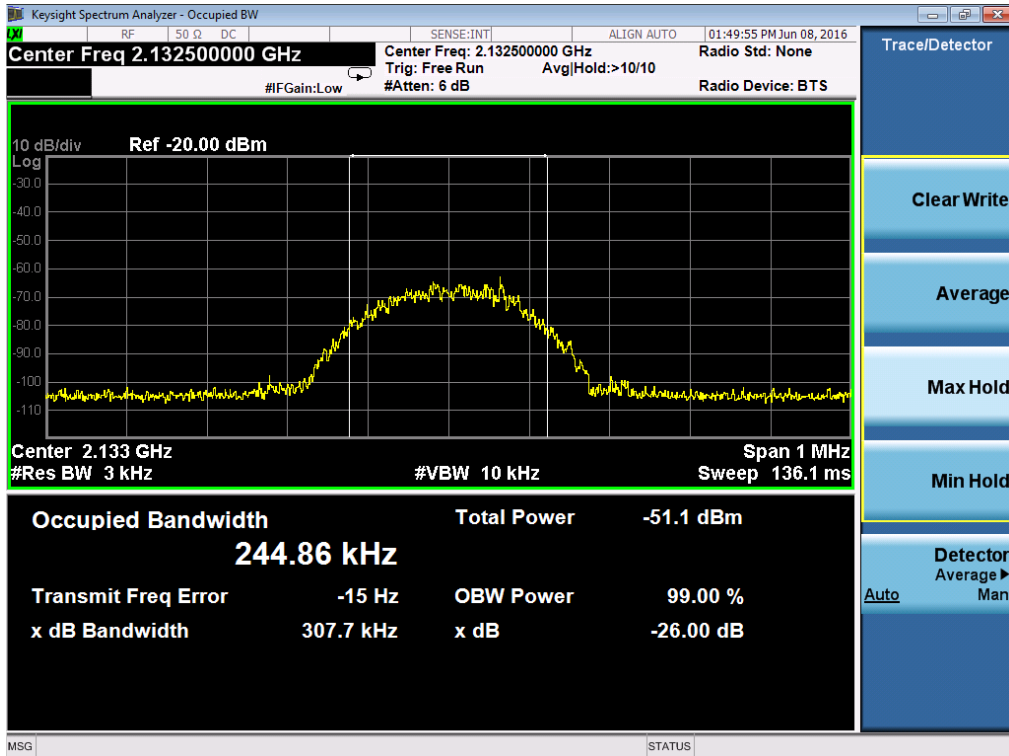 Keysight Spectrum Analyzer - Occupied BW
LXI RF 50 Ω DC SENSE:INT ALIGN AUTO 01:49:55 PM Jun 08, 2016
Center Freq 2.132500000 GHz
Center Freq: 2.132500000 GHz
Radio Std: None
Trig: Free Run Avg|Hold:>10/10
#IFGain:Low
#Atten: 6 dB
Radio Device: BTS
10 dB/div Ref -20.00 dBm
Log
-30.0
-40.0
-50.0
-60.0
-70.0
-80.0
-90.0
-100
-110
Center 2.133 GHz Span 1 MHz
#Res BW 3 kHz #VBW 10 kHz Sweep 136.1 ms
Occupied Bandwidth Total Power -51.1 dBm
244.86 kHz
Transmit Freq Error -15 Hz OBW Power 99.00 %
x dB Bandwidth 307.7 kHz x dB -26.00 dB
MSG STATUS
Trace/Detector
Clear Write
Average
Max Hold
Min Hold
Detector
Average
Auto Man